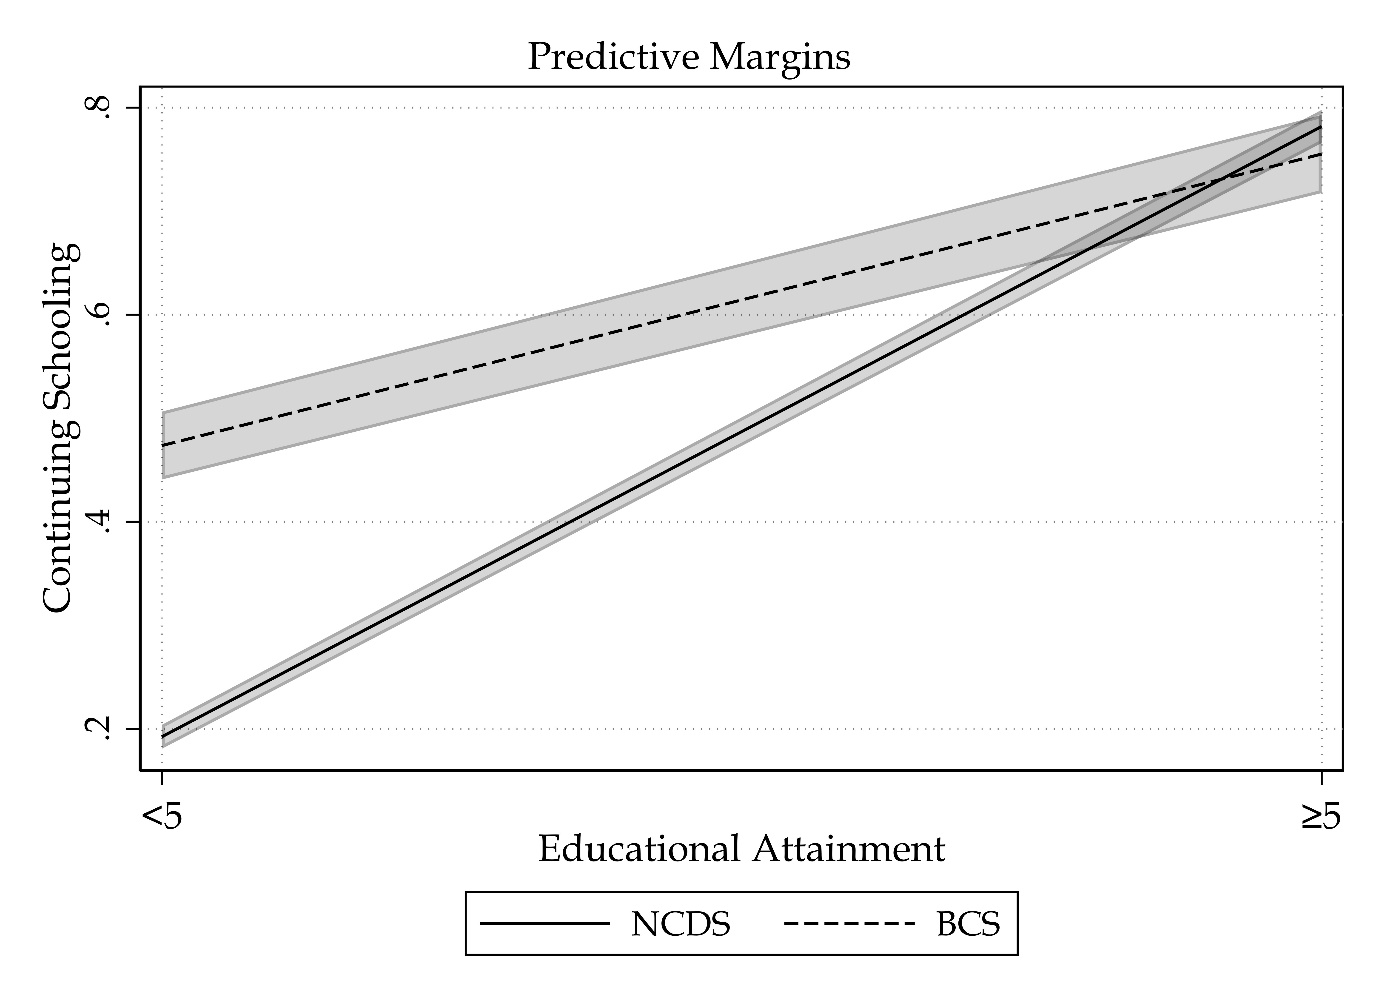 Predictive Margins
Continuing Schooling
.8
.6
.4
.2
<5
≥5
Educational Attainment
NCDS
BCS